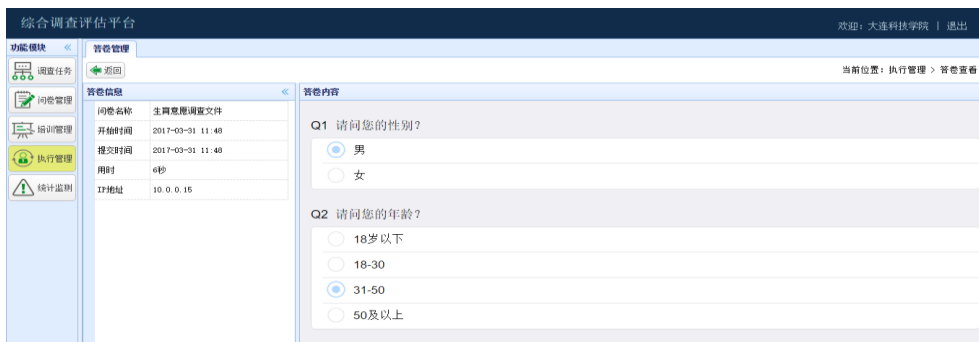 综合调查评估平台
欢迎：大连科技学院 | 退出
功能模块 «
答卷管理
调查任务
返回
当前位置：执行管理 > 答卷查看
答卷信息 «
答卷内容
问卷管理
问卷名称 生育意愿调查文件
开始时间 2017-03-31 11:48
提交时间 2017-03-31 11:48
用时 6秒
IP地址 10.0.0.15
培训管理
执行管理
统计监测
Q1 请问您的性别？
男
女
Q2 请问您的年龄？
18岁以下
18-30
31-50
50及以上